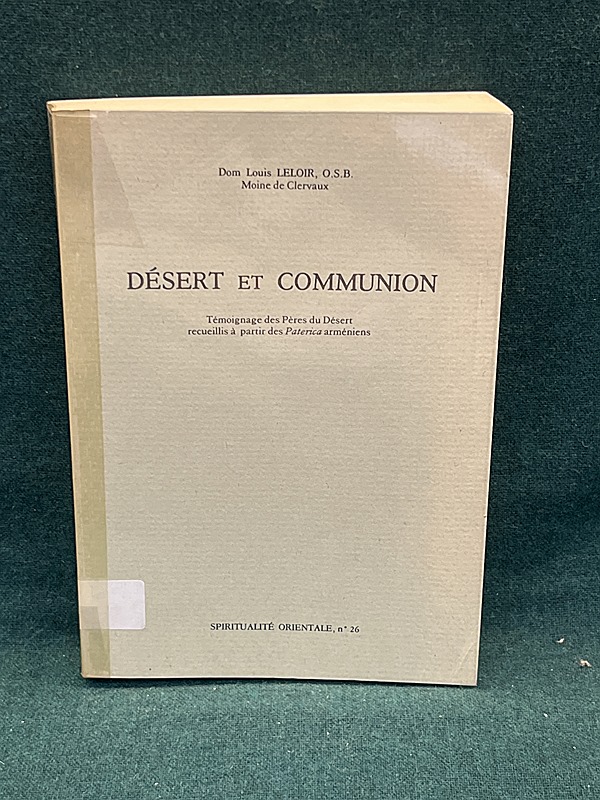 Dom Louis LELOIR, O.S.B.
Moine de Clervaux
DÉSERT ET COMMUNION
Témoignage des Pères du Désert
recueillis à partir des Paterica arméniens
SPIRITUALITÉ ORIENTALE, n° 26